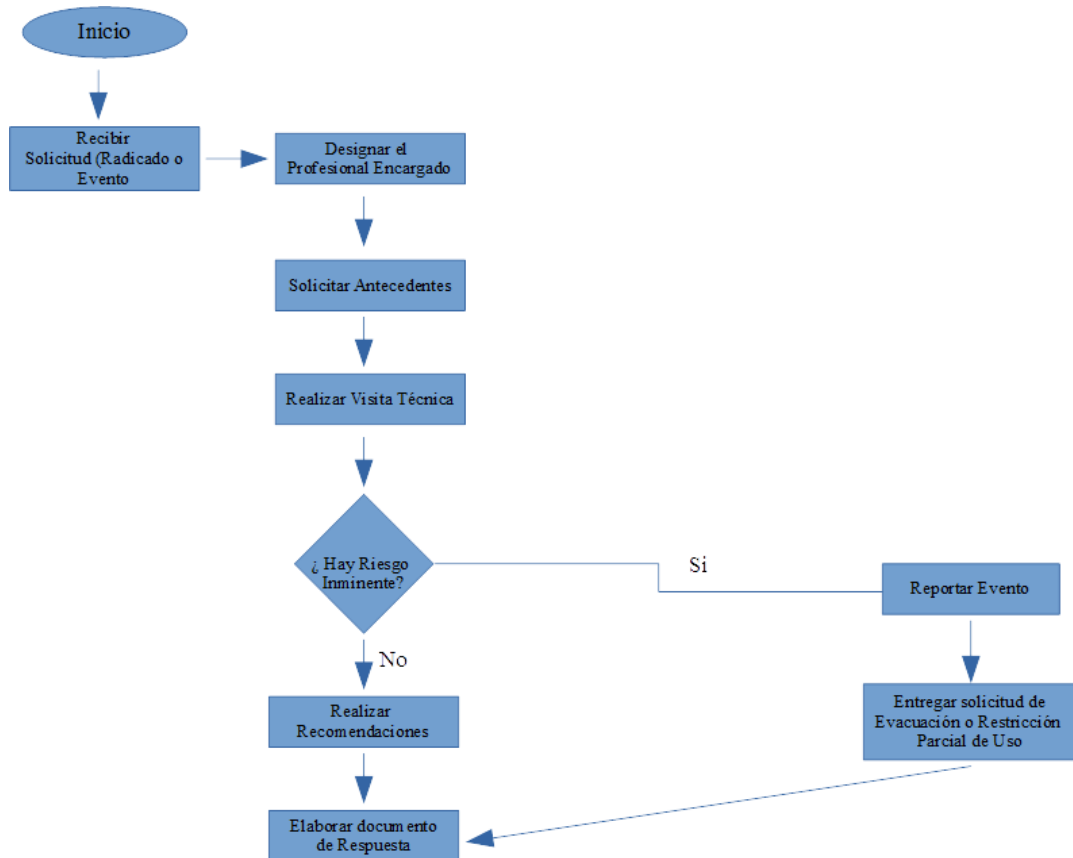 Inicio
Recibir
Solicitud (Radicado o
Evento
Designar el
Profesional Encargado
Solicitar Antecedentes
Realizar Visita Técnica
¿ Hay Riesgo
Inminente?
Si
Reportar Evento
No
Realizar
Recomendaciones
Entregar solicitud de
Evacuación o Restricción
Parcial de Uso
Elaborar documento
de Respuesta